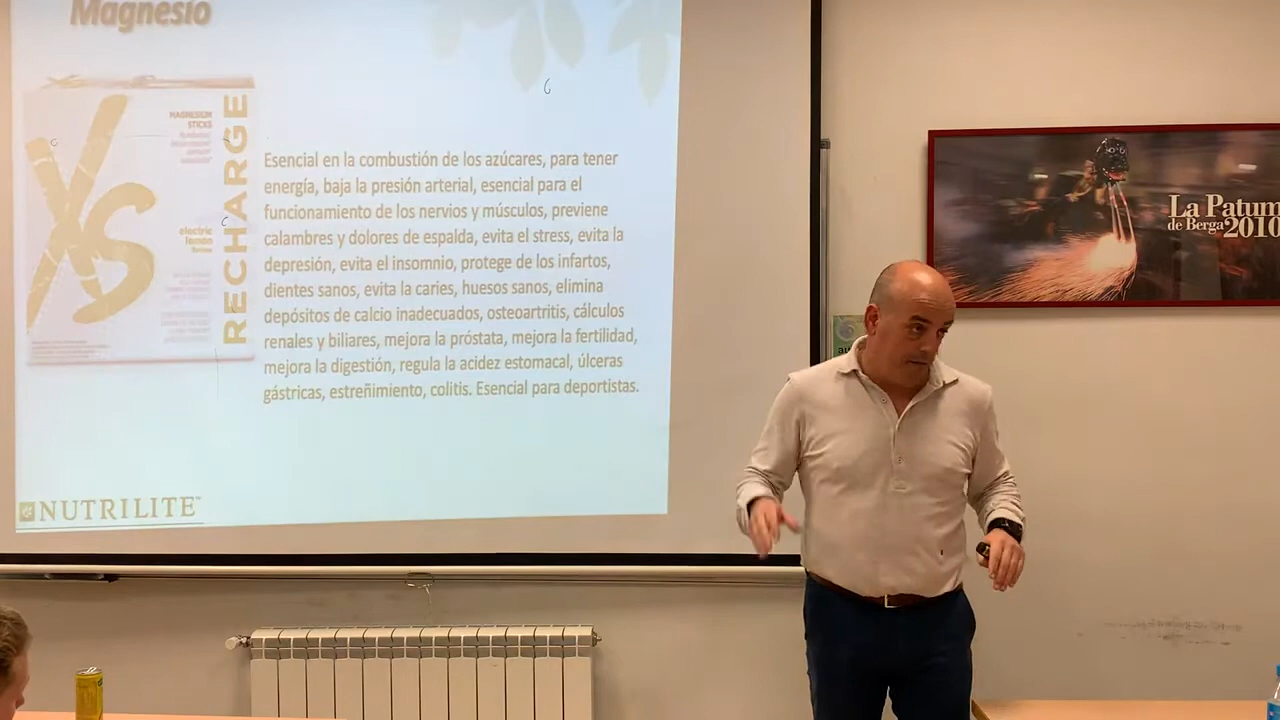 Magnesio
MAGNESIUM
STICKS
XS
RECHARGE
electric
lemon
Esencial en la combustión de los azúcares, para tener
energía, baja la presión arterial, esencial para el
funcionamiento de los nervios y músculos, previene
calambres y dolores de espalda, evita el stress, evita la
depresión, evita el insomnio, protege de los infartos,
dientes sanos, evita la caries, huesos sanos, elimina
depósitos de calcio inadecuados, osteoartritis, cálculos
renales y biliares, mejora la próstata, mejora la fertilidad,
mejora la digestión, regula la acidez estomacal, úlceras
gástricas, estreñimiento, colitis. Esencial para deportistas.
NUTRILITE™
La Patum
de Berga 2010